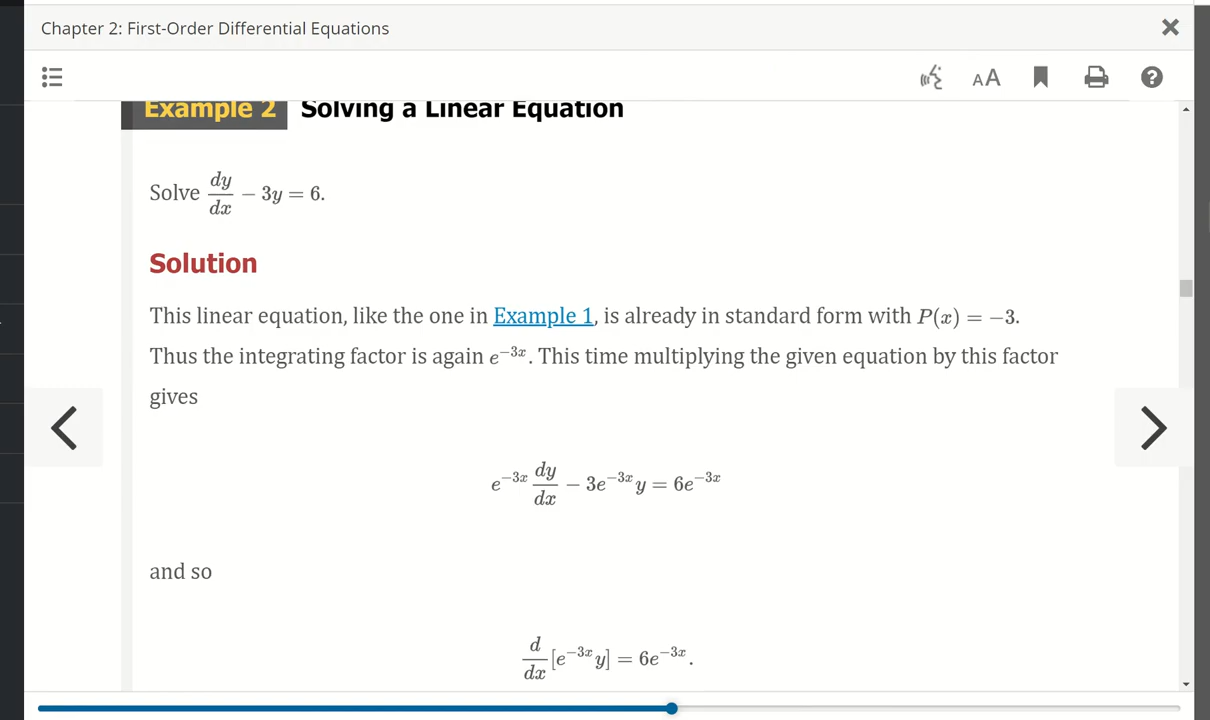 Chapter 2: First-Order Differential Equations
AA
Example 2 Solving a Linear Equation
Solve dy/dx − 3y = 6.
Solution
This linear equation, like the one in Example 1, is already in standard form with P(x) = −3.
Thus the integrating factor is again e^{−3x}. This time multiplying the given equation by this factor
gives
e^{−3x} dy/dx − 3e^{−3x}y = 6e^{−3x}
and so
d/dx [e^{−3x}y] = 6e^{−3x}.